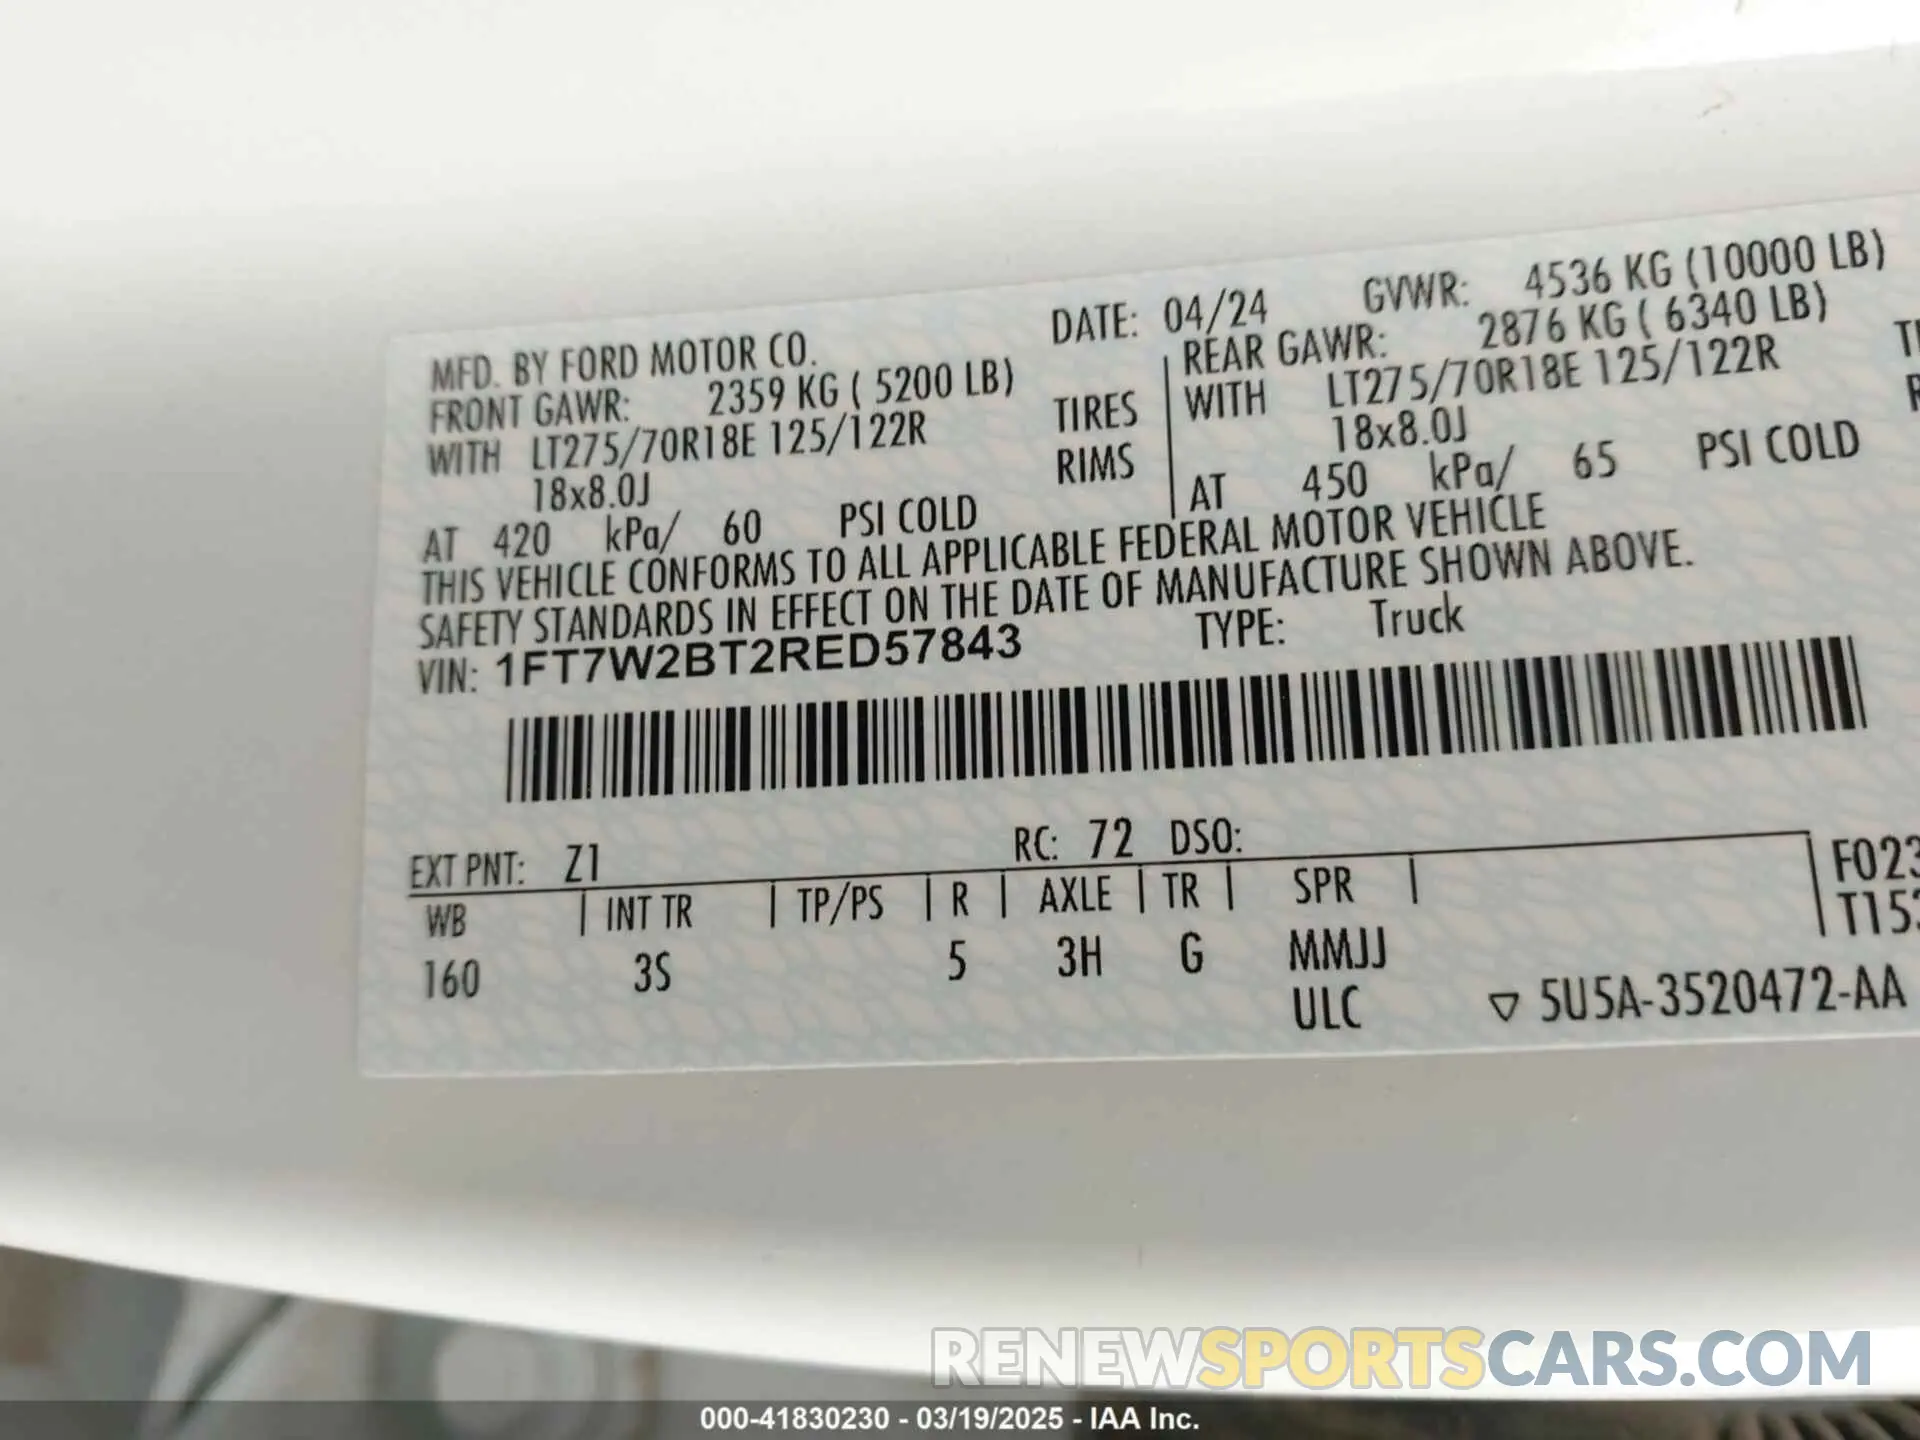 MFD. BY FORD MOTOR CO. DATE: 04/24 GVWR: 4536 KG (10000 LB)
FRONT GAWR: 2359 KG ( 5200 LB) REAR GAWR: 2876 KG ( 6340 LB)
WITH LT275/70R18E 125/122R TIRES WITH LT275/70R18E 125/122R
18x8.0J RIMS 18x8.0J
AT 420 kPa/ 60 PSI COLD AT 450 kPa/ 65 PSI COLD
THIS VEHICLE CONFORMS TO ALL APPLICABLE FEDERAL MOTOR VEHICLE
SAFETY STANDARDS IN EFFECT ON THE DATE OF MANUFACTURE SHOWN ABOVE.
VIN: 1FT7W2BT2RED57843 TYPE: Truck
EXT PNT: Z1 RC: 72 DSO:
WB | INT TR | TP/PS | R | AXLE | TR | SPR |
160 3S 5 3H G MMJJ
ULC ▽ 5U5A-3520472-AA
F023
T153
RENEWSPORTSCARS.COM
000-41830230 - 03/19/2025 - IAA Inc.